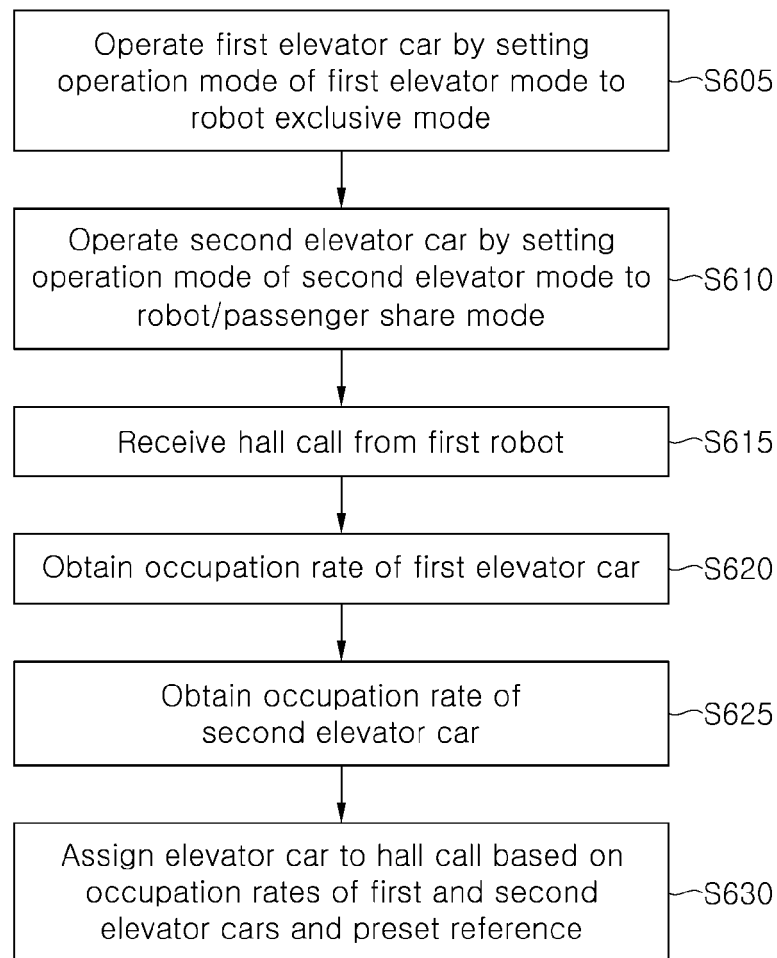 Operate first elevator car by setting
operation mode of first elevator mode to
robot exclusive mode
S605
Operate second elevator car by setting
operation mode of second elevator mode to
robot/passenger share mode
S610
Receive hall call from first robot
S615
Obtain occupation rate of first elevator car
S620
Obtain occupation rate of
second elevator car
S625
Assign elevator car to hall call based on
occupation rates of first and second
elevator cars and preset reference
S630